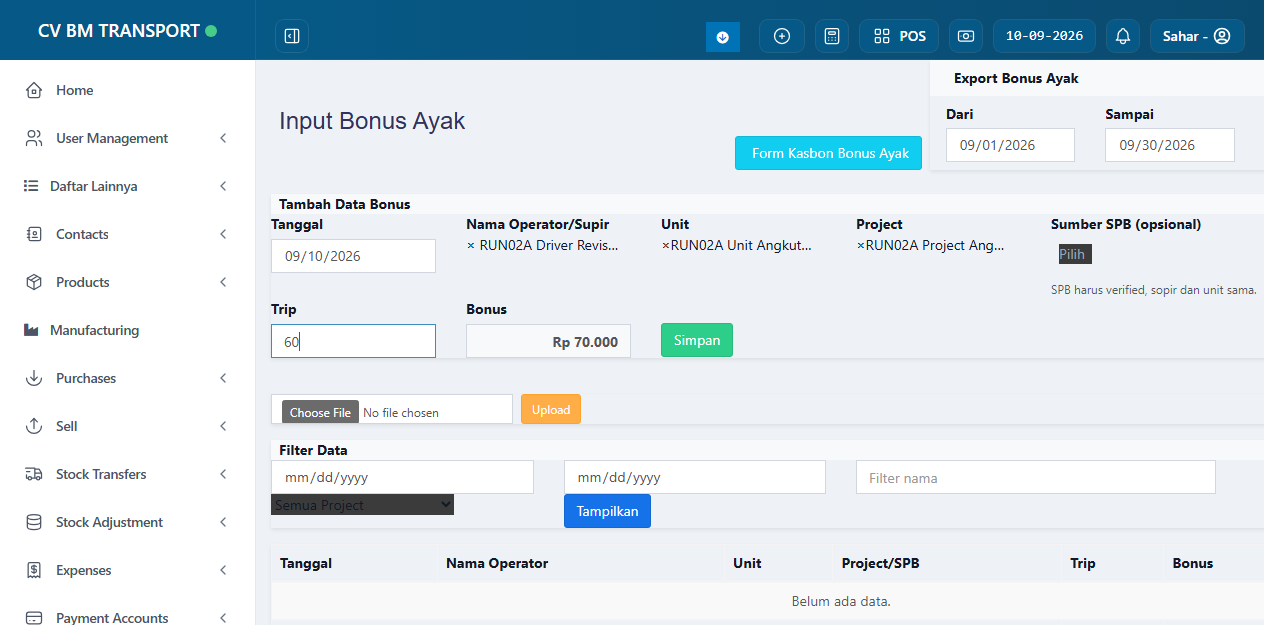 CV BM TRANSPORT
POS
10-09-2026
Sahar -
Home
User Management
Daftar Lainnya
Contacts
Products
Manufacturing
Purchases
Sell
Stock Transfers
Stock Adjustment
Expenses
Payment Accounts
Input Bonus Ayak
Form Kasbon Bonus Ayak
Export Bonus Ayak
Dari
Sampai
09/01/2026
09/30/2026
Tambah Data Bonus
Tanggal
Nama Operator/Supir
Unit
Project
Sumber SPB (opsional)
09/10/2026
× RUN02A Driver Revis...
×RUN02A Unit Angkut...
×RUN02A Project Ang...
Pilih
SPB harus verified, sopir dan unit sama.
Trip
Bonus
60
Rp 70.000
Simpan
Choose File No file chosen
Upload
Filter Data
mm/dd/yyyy
mm/dd/yyyy
Filter nama
Semua Project
Tampilkan
Tanggal
Nama Operator
Unit
Project/SPB
Trip
Bonus
Belum ada data.